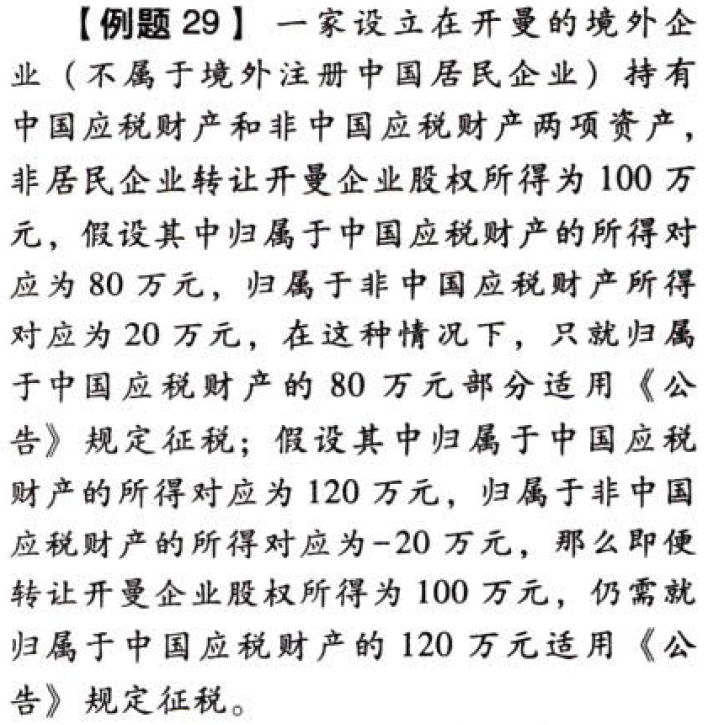 【例题 29】 一家设立在开曼的境外企
业（不属于境外注册中国居民企业）持有
中国应税财产和非中国应税财产两项资产，
非居民企业转让开曼企业股权所得为 100 万
元，假设其中归属于中国应税财产的所得对
应为 80 万元，归属于非中国应税财产所得
对应为 20 万元，在这种情况下，只就归属
于中国应税财产的 80 万元部分适用《公
告》规定征税；假设其中归属于中国应税
财产的所得对应为 120 万元，归属于非中国
应税财产的所得对应为-20 万元，那么即便
转让开曼企业股权所得为 100 万元，仍需就
归属于中国应税财产的 120 万元适用《公
告》规定征税。